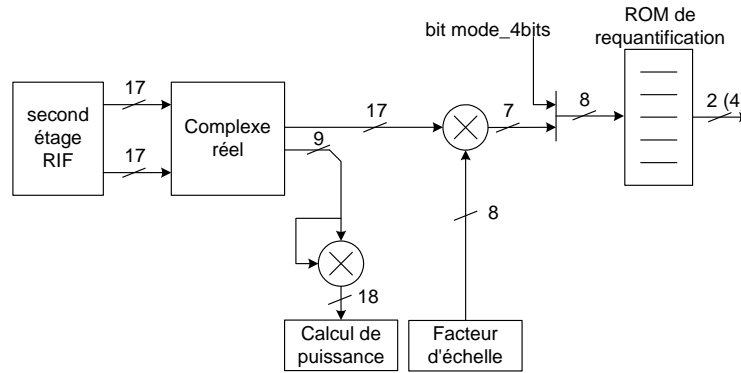 ROM de
requantification
bit mode_4bits
17
17
second
étage
RIF
Complexe
réel
17
9
7
8
2 (4
8
18
Calcul de
puissance
Facteur
d'échelle